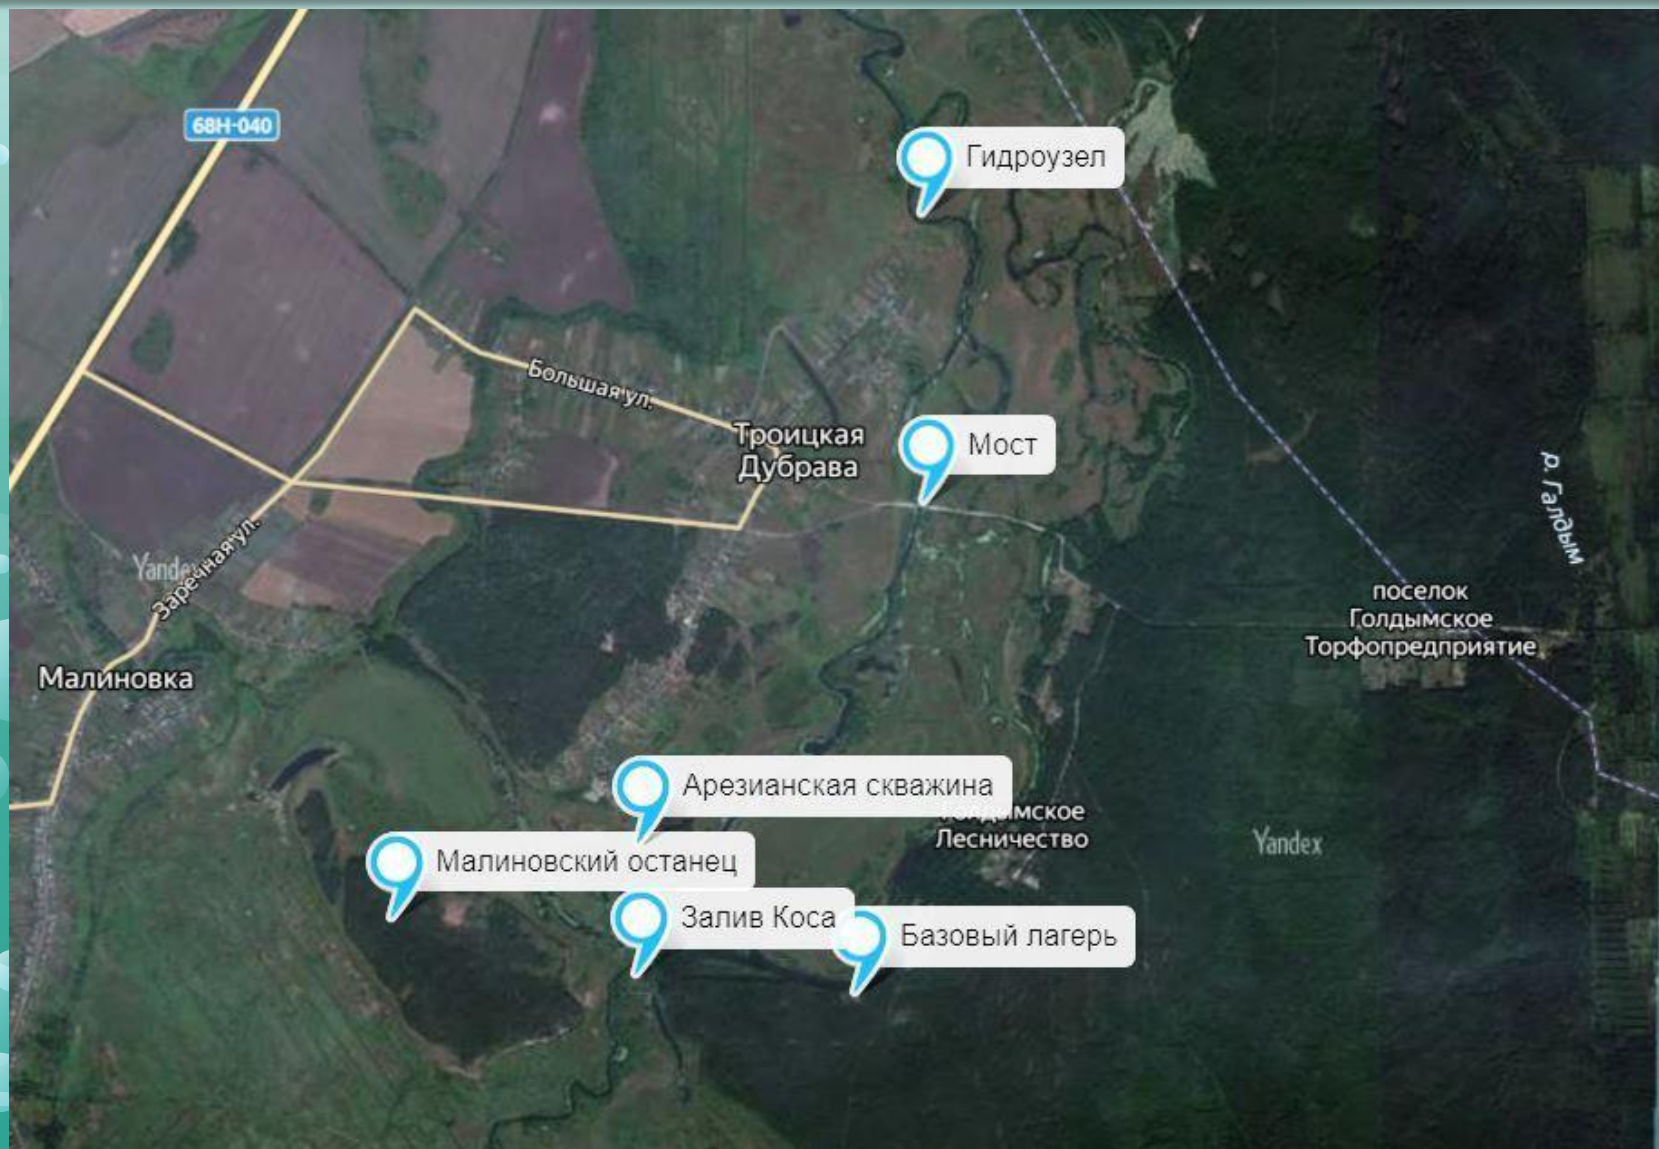 68Н-040
Гидроузел
Большая ул.
Троицкая
Дубрава
Мост
р. Галдым
Yandex
Заречная ул.
поселок
Голдымское
Торфопредприятие
Малиновка
Арезианская скважина
Голдымское
Лесничество
Yandex
Малиновский останец
Залив Коса
Базовый лагерь